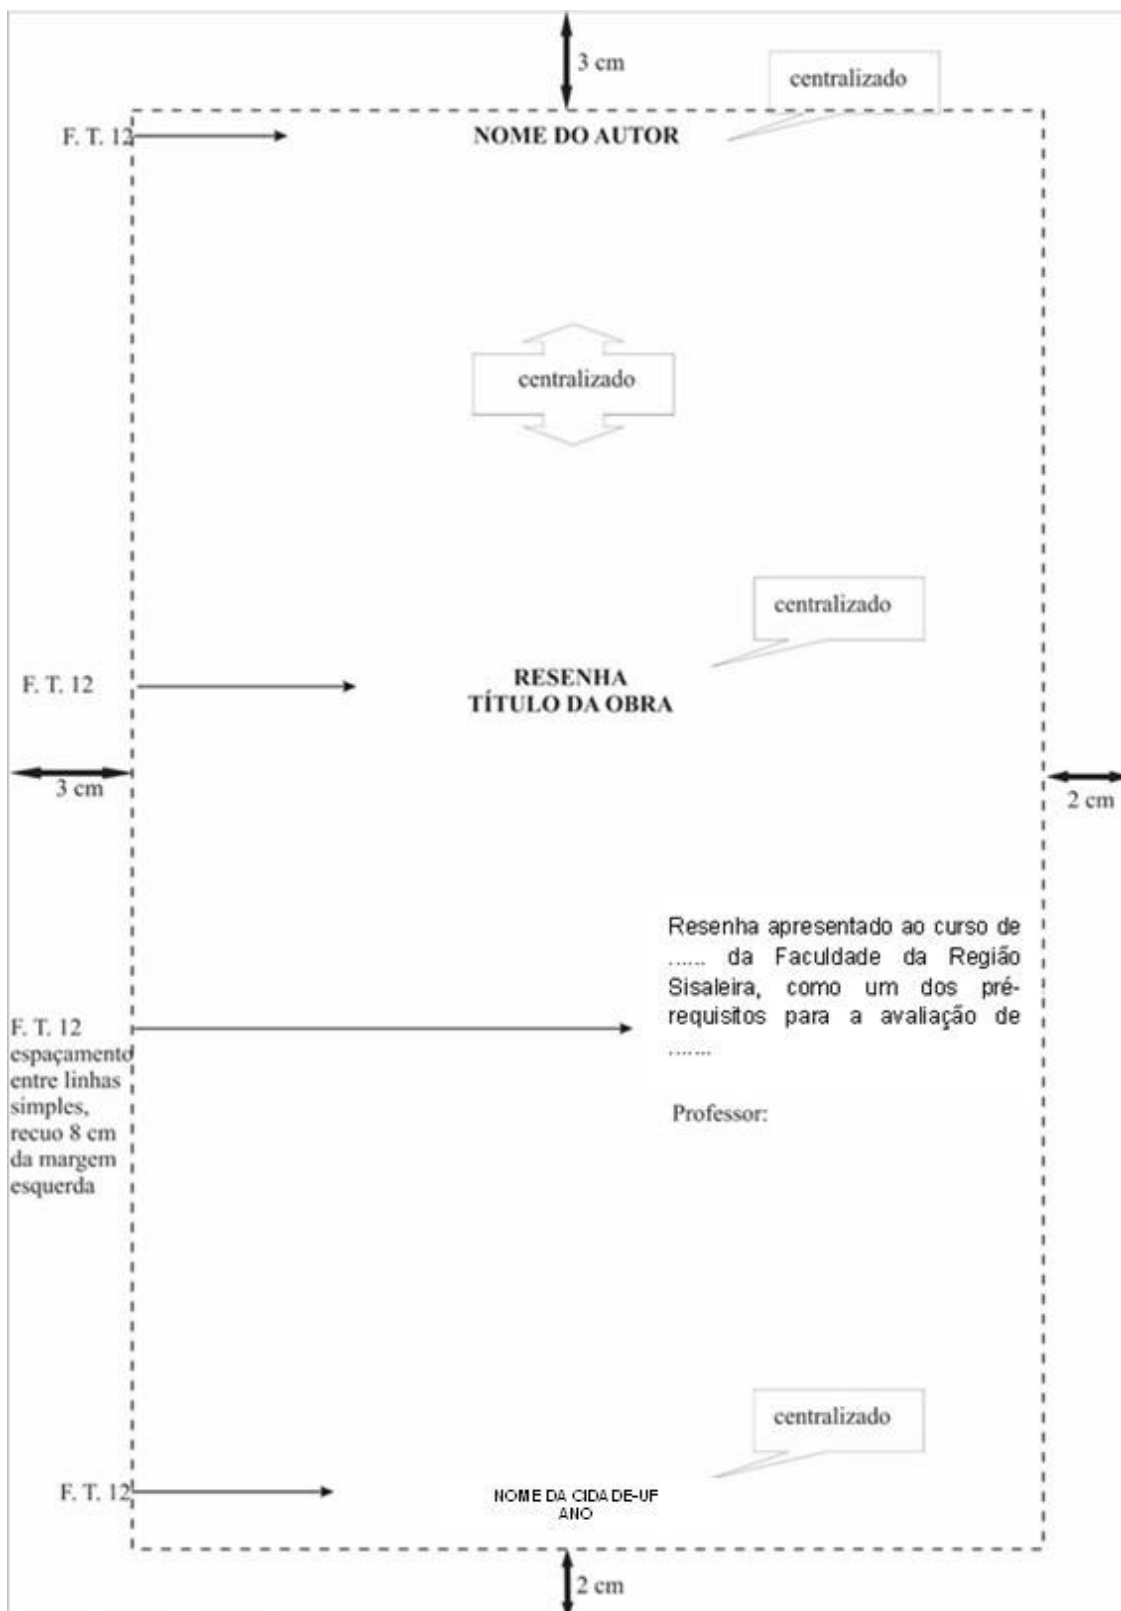 3 cm
centralizado
F. T. 12
NOME DO AUTOR
centralizado
centralizado
F. T. 12
RESENHA
TÍTULO DA OBRA
3 cm
2 cm
Resenha apresentado ao curso de
...... da Faculdade da Região
Sisaleira, como um dos pré-
requisitos para a avaliação de
.......
F. T. 12
espaçamento
entre linhas
simples,
recuo 8 cm
da margem
esquerda
Professor:
centralizado
F. T. 12
NOME DA CIDADE-UF
ANO
2 cm